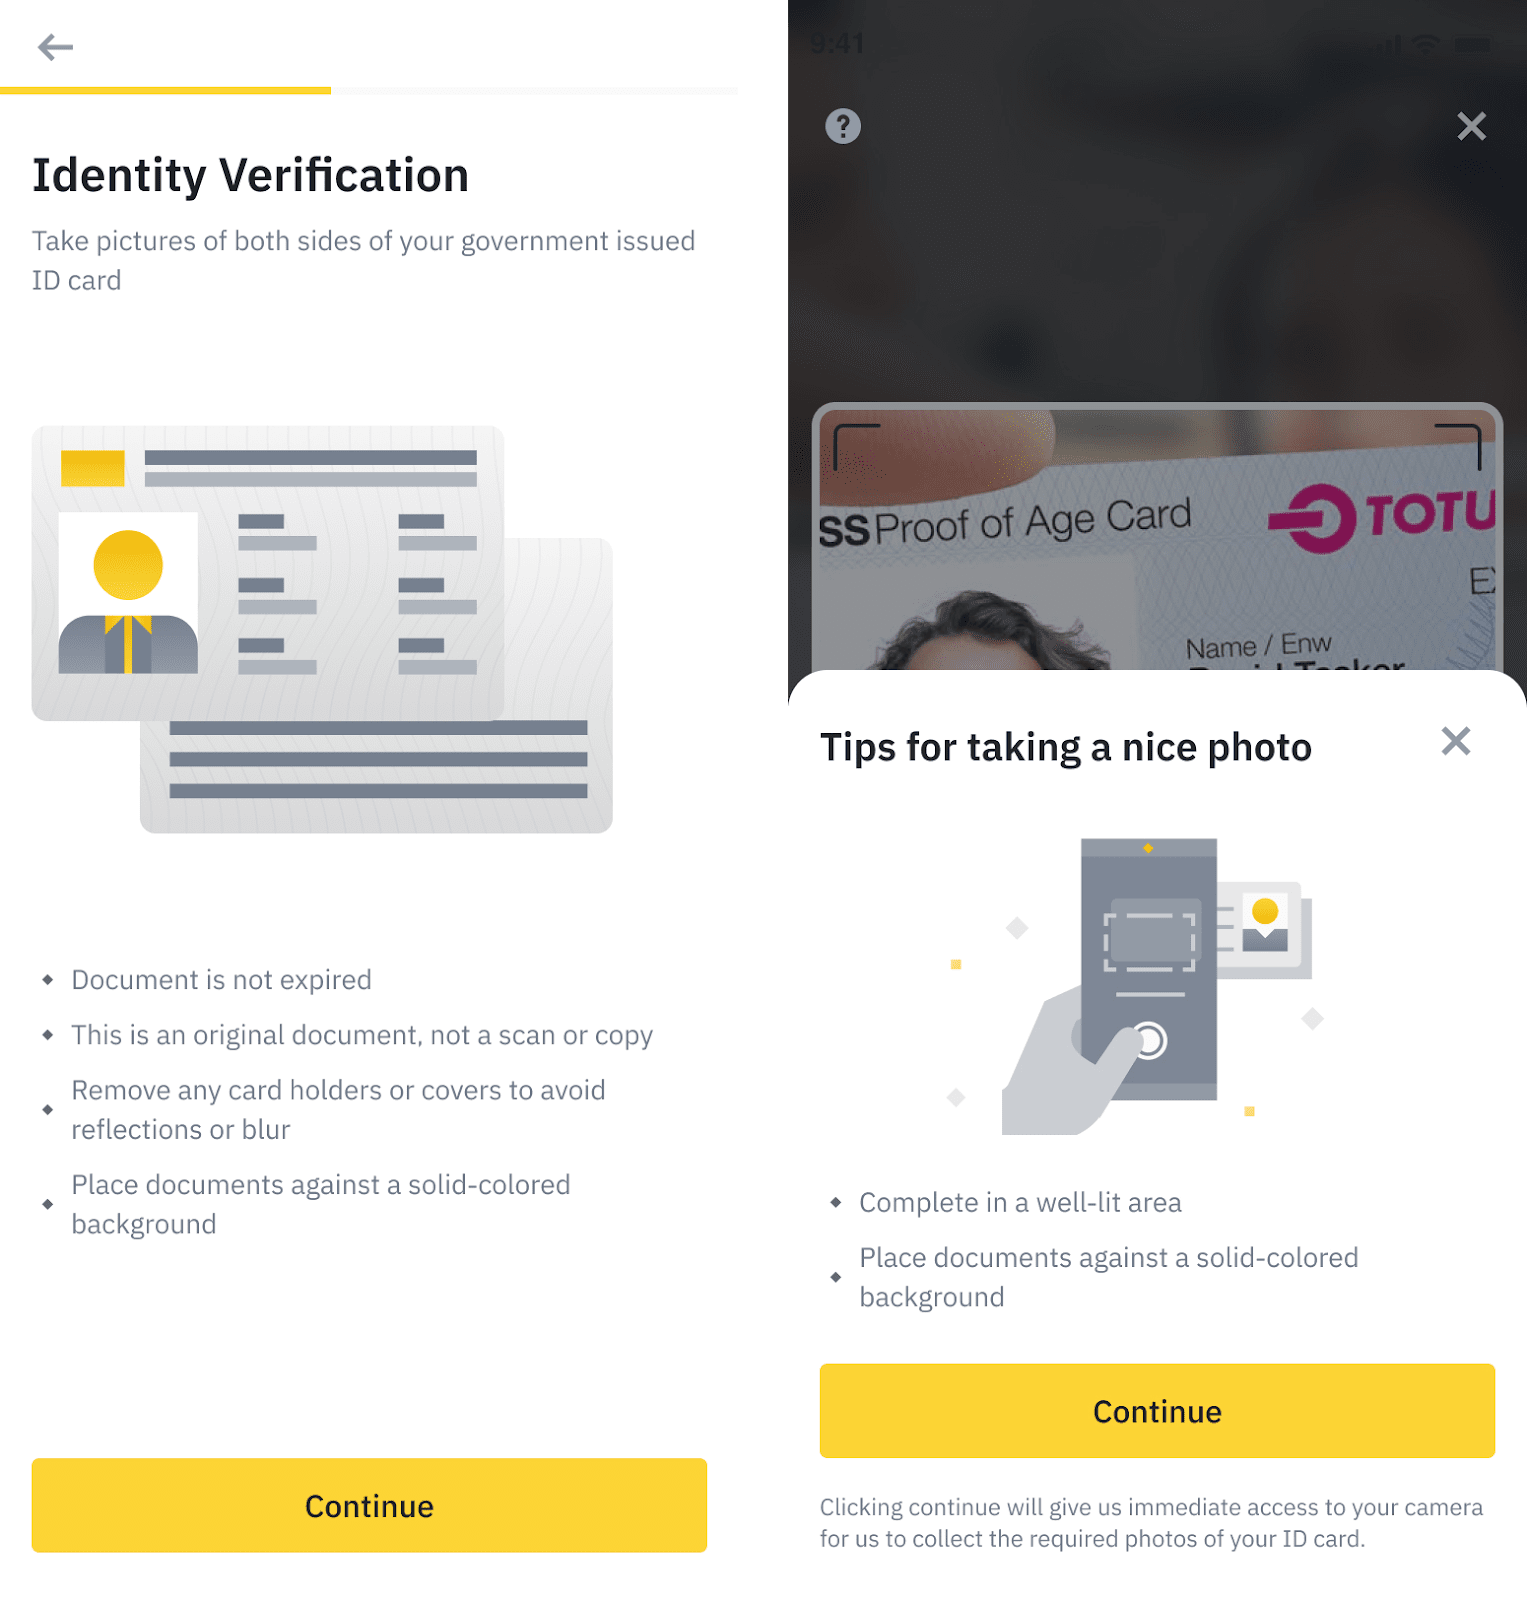 Identity Verification
Take pictures of both sides of your government issued
ID card
Document is not expired
This is an original document, not a scan or copy
Remove any card holders or covers to avoid
reflections or blur
Place documents against a solid-colored
background
Continue
9:41
?
SS Proof of Age Card
TOTU
EX
Name / Enw
Tips for taking a nice photo
Complete in a well-lit area
Place documents against a solid-colored
background
Continue
Clicking continue will give us immediate access to your camera
for us to collect the required photos of your ID card.